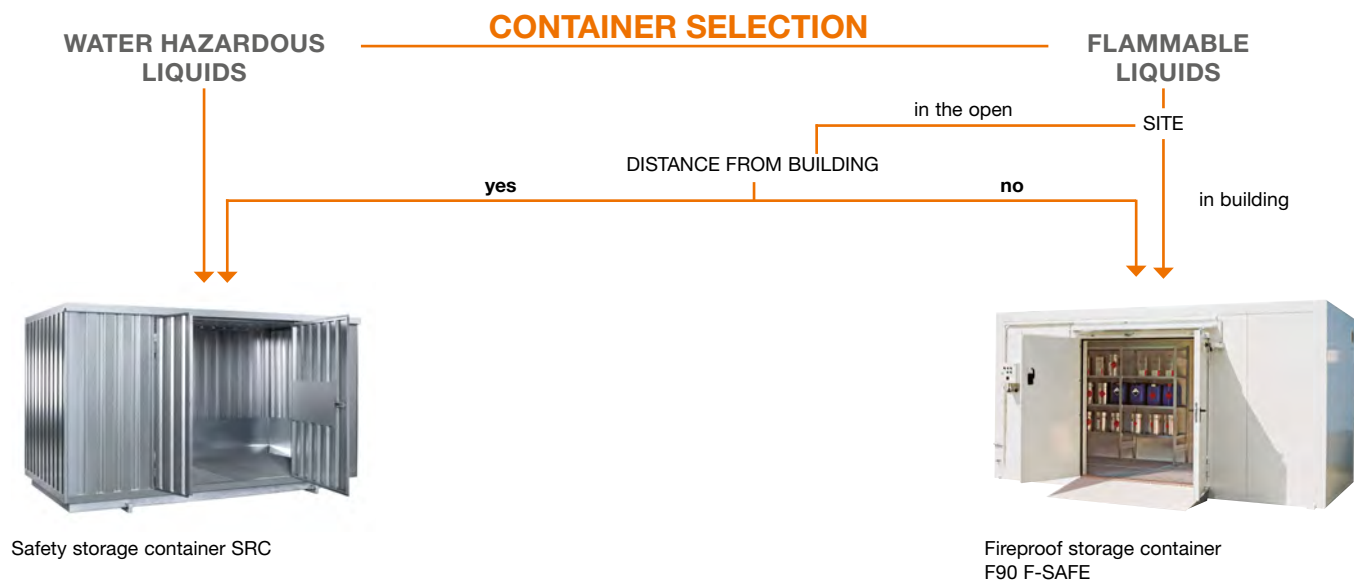 CONTAINER SELECTION
WATER HAZARDOUS
LIQUIDS
FLAMMABLE
LIQUIDS
in the open
SITE
DISTANCE FROM BUILDING
yes
no
in building
Safety storage container SRC
Fireproof storage container
F90 F-SAFE